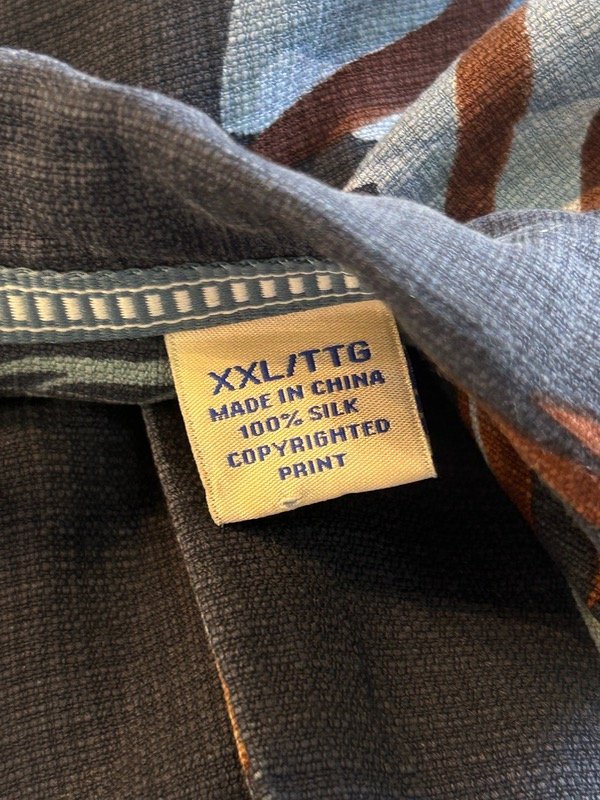 XXL/TTG
MADE IN CHINA
100% SILK
COPYRIGHTED
PRINT